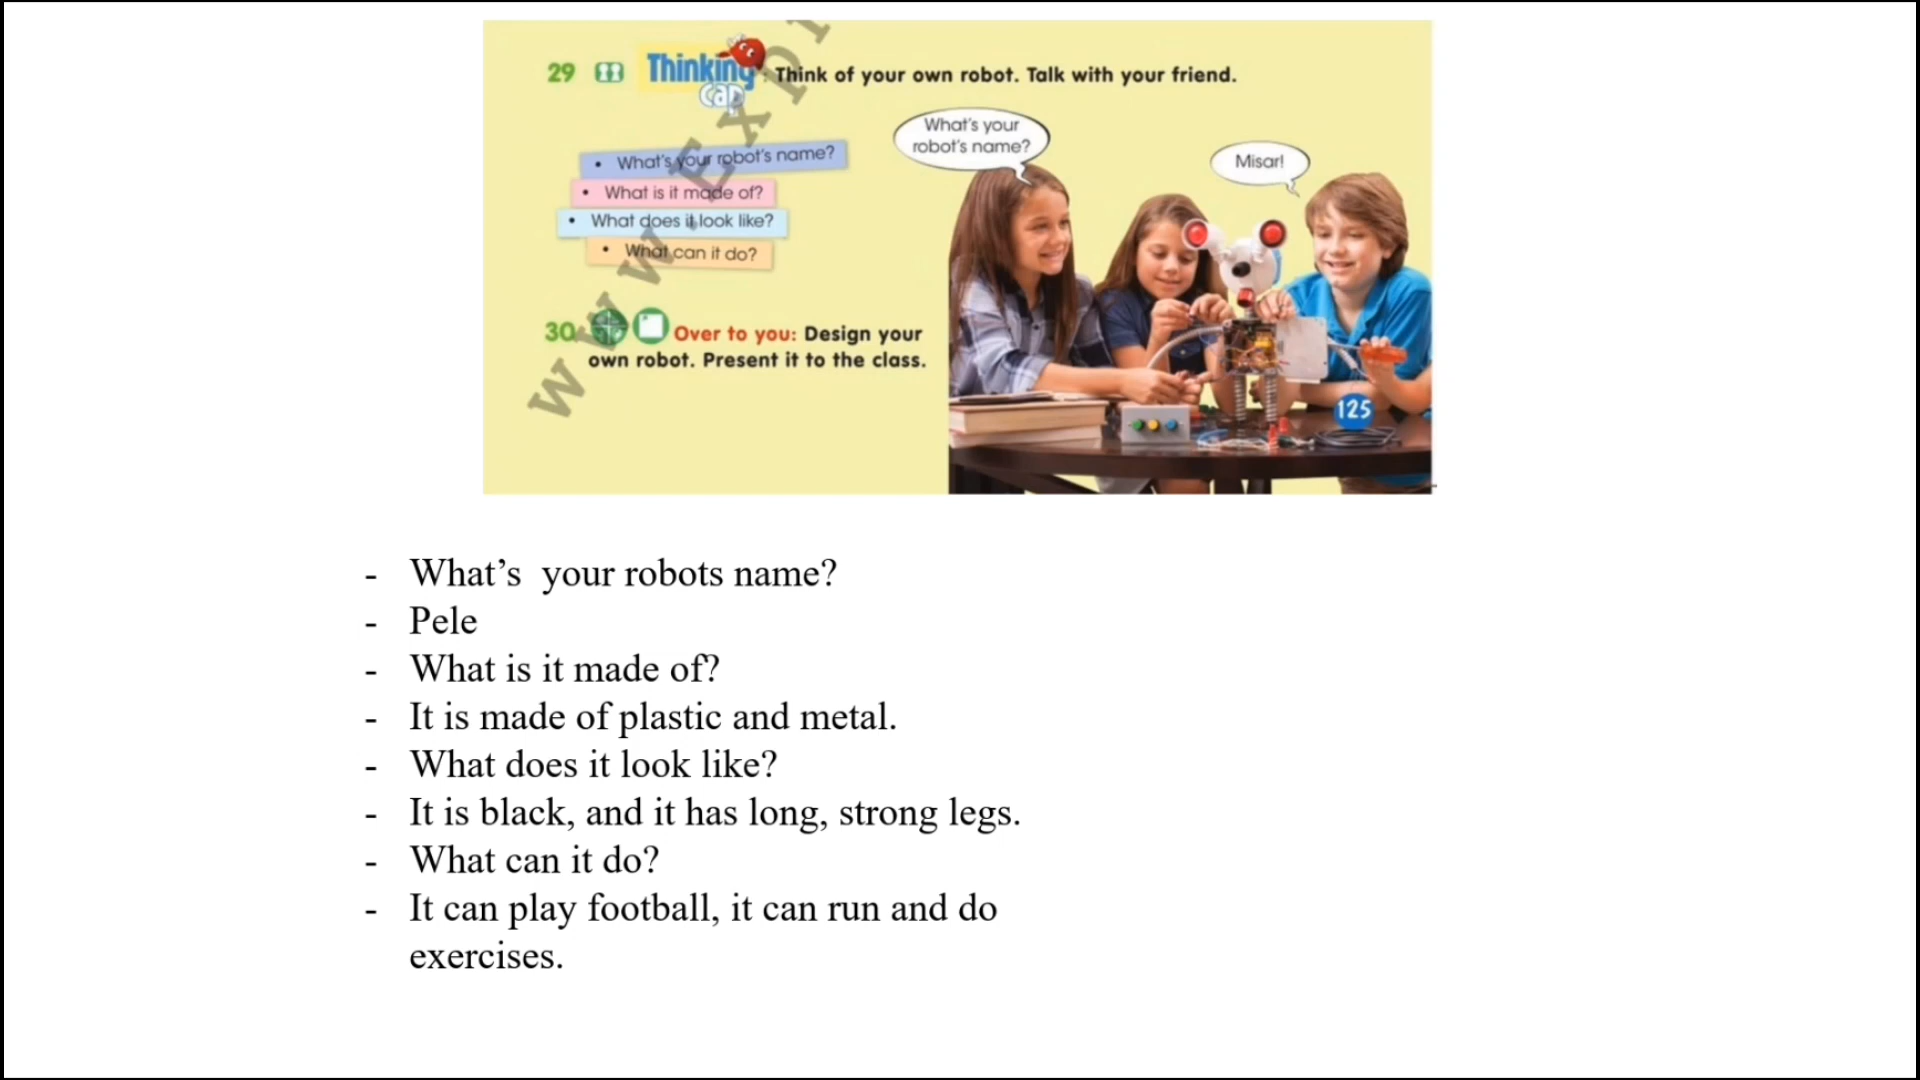 29 Thinking Cap: Think of your own robot. Talk with your friend.
What's your
robot's name?
Misar!
• What's your robot's name?
• What is it made of?
• What does it look like?
• What can it do?
30 Over to you: Design your
own robot. Present it to the class.
125
www.Expl
- What’s  your robots name?
- Pele
- What is it made of?
- It is made of plastic and metal.
- What does it look like?
- It is black, and it has long, strong legs.
- What can it do?
- It can play football, it can run and do
exercises.